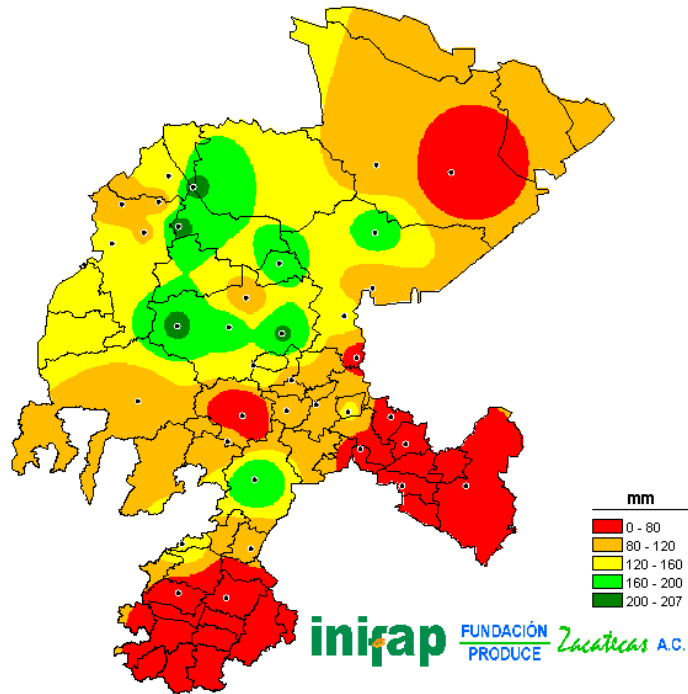 mm
0 - 80
80 - 120
120 - 160
160 - 200
200 - 207
inifap
FUNDACIÓN
PRODUCE
Zacatecas A.C.